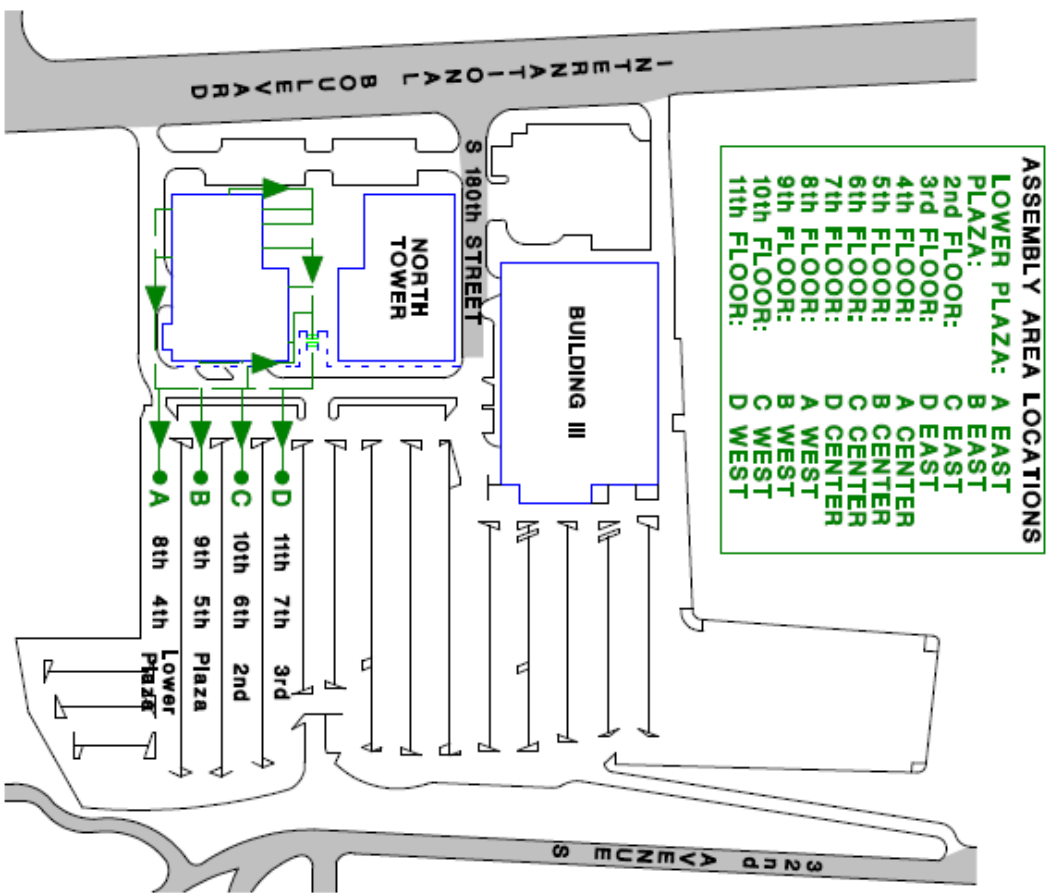 ASSEMBLY AREA LOCATIONS
LOWER PLAZA: A EAST
PLAZA: B EAST
2nd FLOOR: C EAST
3rd FLOOR: D EAST
4th FLOOR: A CENTER
5th FLOOR: B CENTER
6th FLOOR: C CENTER
7th FLOOR: D CENTER
8th FLOOR: A WEST
9th FLOOR: B WEST
10th FLOOR: C WEST
11th FLOOR: D WEST
INTERNATIONAL BOULEVARD
S 180th STREET
NORTH
TOWER
BUILDING III
D 11th 7th 3rd
C 10th 6th 2nd
B 9th 5th Plaza
A 8th 4th Lower
Plaza
32nd AVENUE S